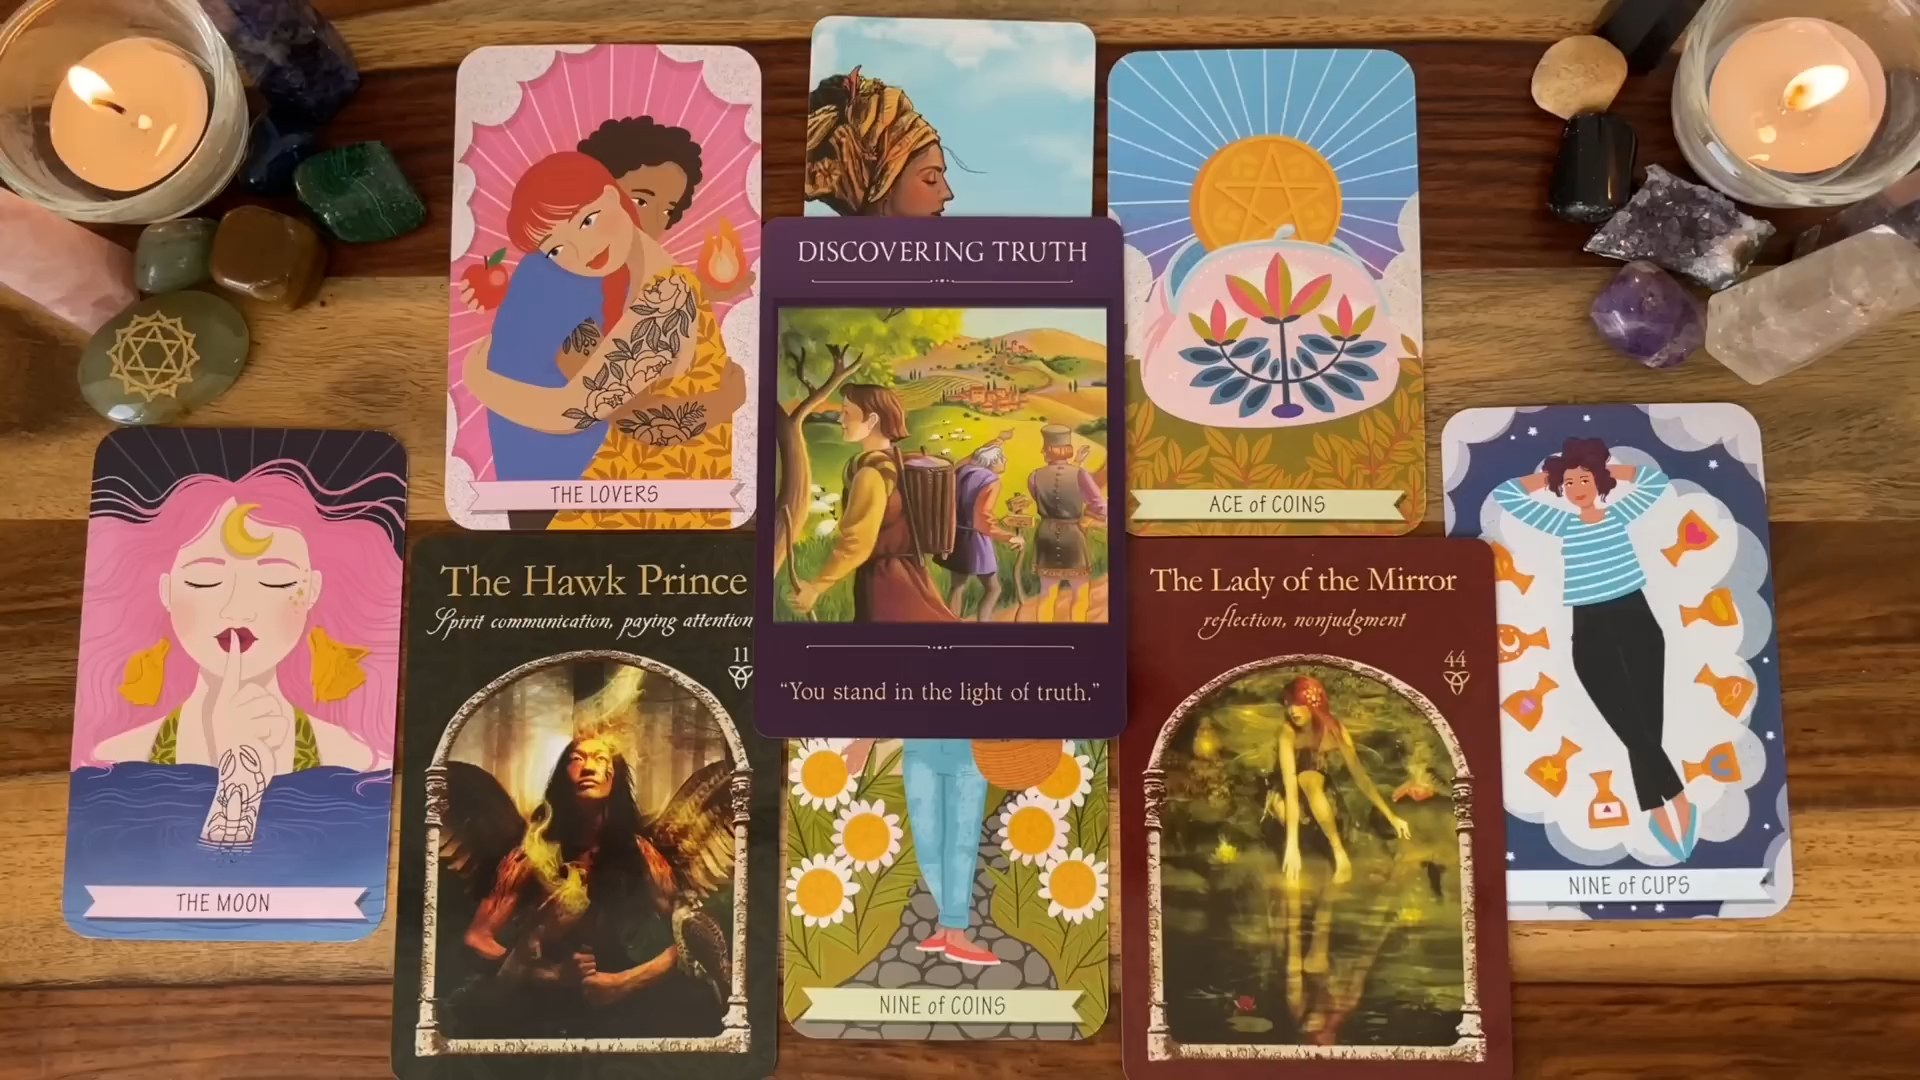 DISCOVERING TRUTH
"You stand in the light of truth."
THE LOVERS
ACE of COINS
THE MOON
The Hawk Prince
Spirit communication, paying attention
11
NINE of COINS
The Lady of the Mirror
reflection, nonjudgment
44
NINE of CUPS